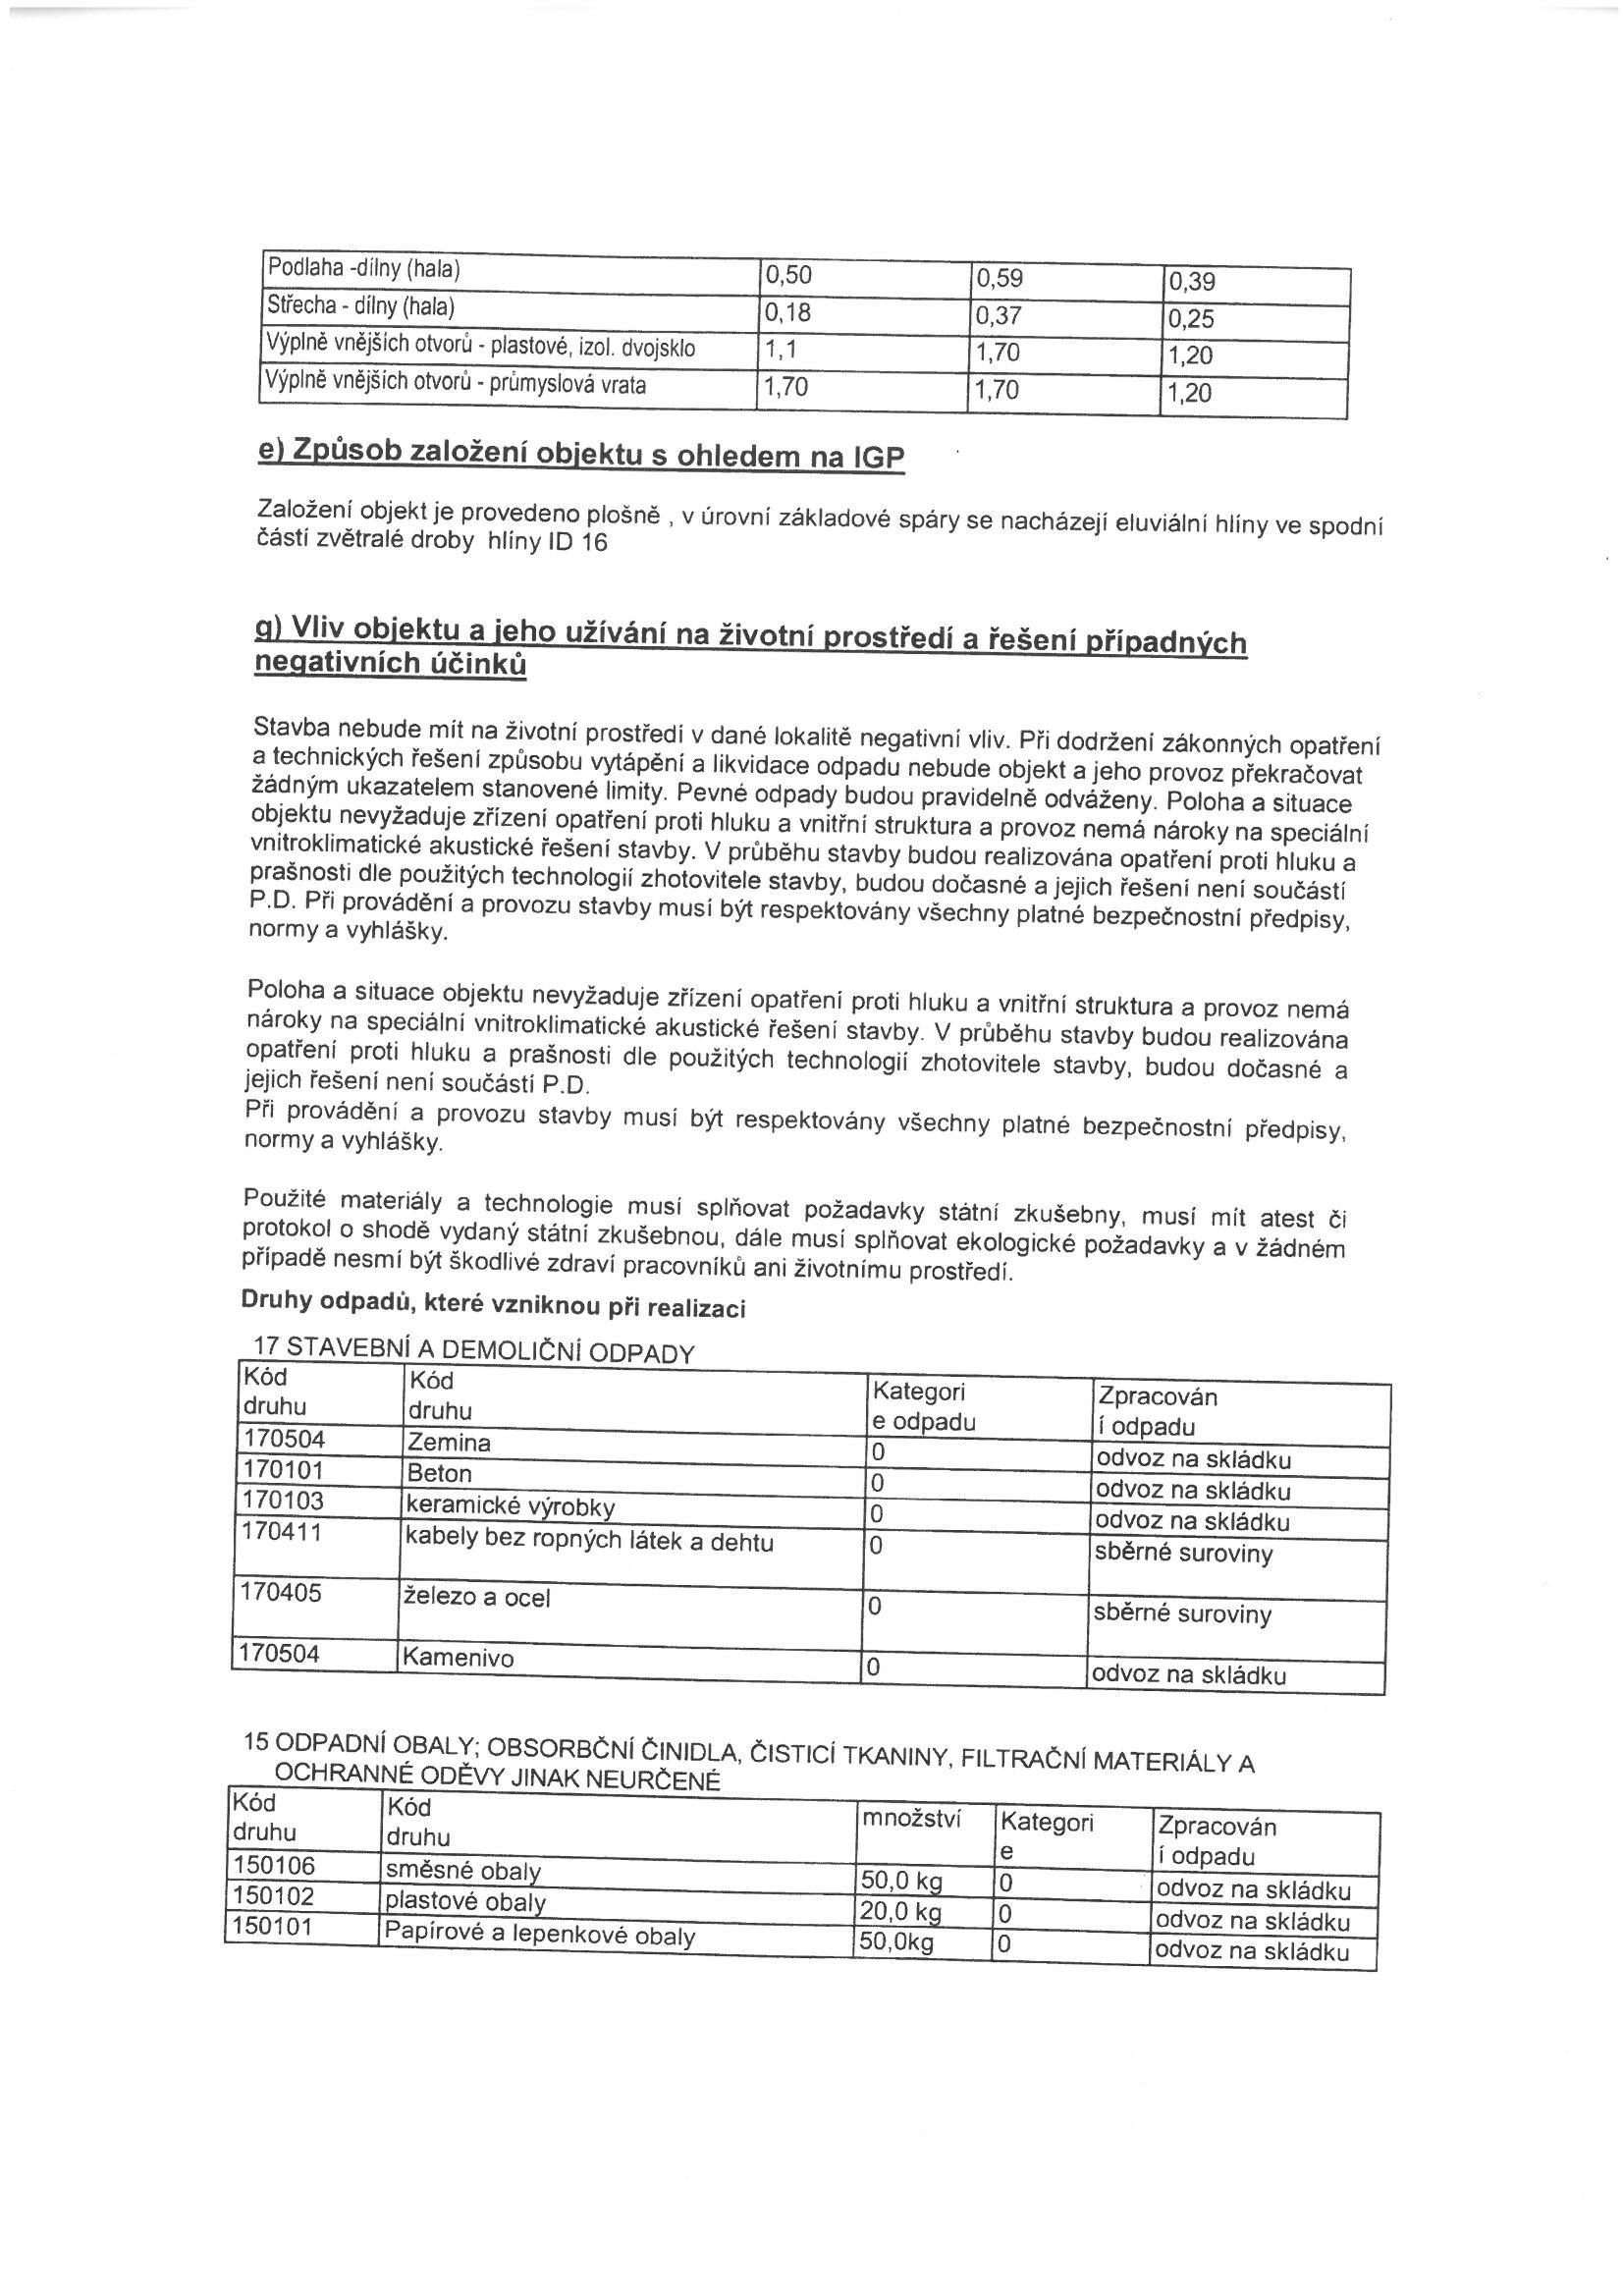 Podlaha -dílny (hala) 0,50 0,59 0,39
Střecha - dílny (hala) 0,18 0,37 0,25
Výplně vnějších otvorů - plastové, izol. dvojsklo 1,1 1,70 1,20
Výplně vnějších otvorů - průmyslová vrata 1,70 1,70 1,20
e) Způsob založení objektu s ohledem na IGP
Založení objekt je provedeno plošně , v úrovní základové spáry se nacházejí eluviální hlíny ve spodní
částí zvětralé droby hlíny ID 16
g) Vliv objektu a jeho užívání na životní prostředí a řešení případných
negativních účinků
Stavba nebude mít na životní prostředí v dané lokalitě negativní vliv. Při dodržení zákonných opatření
a technických řešení způsobu vytápění a likvidace odpadu nebude objekt a jeho provoz překračovat
žádným ukazatelem stanovené limity. Pevné odpady budou pravidelně odváženy. Poloha a situace
objektu nevyžaduje zřízení opatření proti hluku a vnitřní struktura a provoz nemá nároky na speciální
vnitroklimatické akustické řešení stavby. V průběhu stavby budou realizována opatření proti hluku a
prašnosti dle použitých technologií zhotovitele stavby, budou dočasné a jejich řešení není součástí
P.D. Při provádění a provozu stavby musí být respektovány všechny platné bezpečnostní předpisy,
normy a vyhlášky.
Poloha a situace objektu nevyžaduje zřízení opatření proti hluku a vnitřní struktura a provoz nemá
nároky na speciální vnitroklimatické akustické řešení stavby. V průběhu stavby budou realizována
opatření proti hluku a prašnosti dle použitých technologií zhotovitele stavby, budou dočasné a
jejich řešení není součástí P.D.
Při provádění a provozu stavby musí být respektovány všechny platné bezpečnostní předpisy,
normy a vyhlášky.
Použité materiály a technologie musí splňovat požadavky státní zkušebny, musí mít atest či
protokol o shodě vydaný státní zkušebnou, dále musí splňovat ekologické požadavky a v žádném
případě nesmí být škodlivé zdraví pracovníků ani životnímu prostředí.
Druhy odpadů, které vzniknou při realizaci
17 STAVEBNÍ A DEMOLIČNÍ ODPADY
Kód Kód Kategori Zpracován
druhu druhu e odpadu í odpadu
170504 Zemina 0 odvoz na skládku
170101 Beton 0 odvoz na skládku
170103 keramické výrobky 0 odvoz na skládku
170411 kabely bez ropných látek a dehtu 0 sběrné suroviny
170405 železo a ocel 0 sběrné suroviny
170504 Kamenivo 0 odvoz na skládku
15 ODPADNÍ OBALY; OBSORBČNÍ ČINIDLA, ČISTICÍ TKANINY, FILTRAČNÍ MATERIÁLY A
OCHRANNÉ ODĚVY JINAK NEURČENÉ
Kód Kód množství Kategori Zpracován
druhu druhu e í odpadu
150106 směsné obaly 50,0 kg 0 odvoz na skládku
150102 plastové obaly 20,0 kg 0 odvoz na skládku
150101 Papírové a lepenkové obaly 50,0kg 0 odvoz na skládku